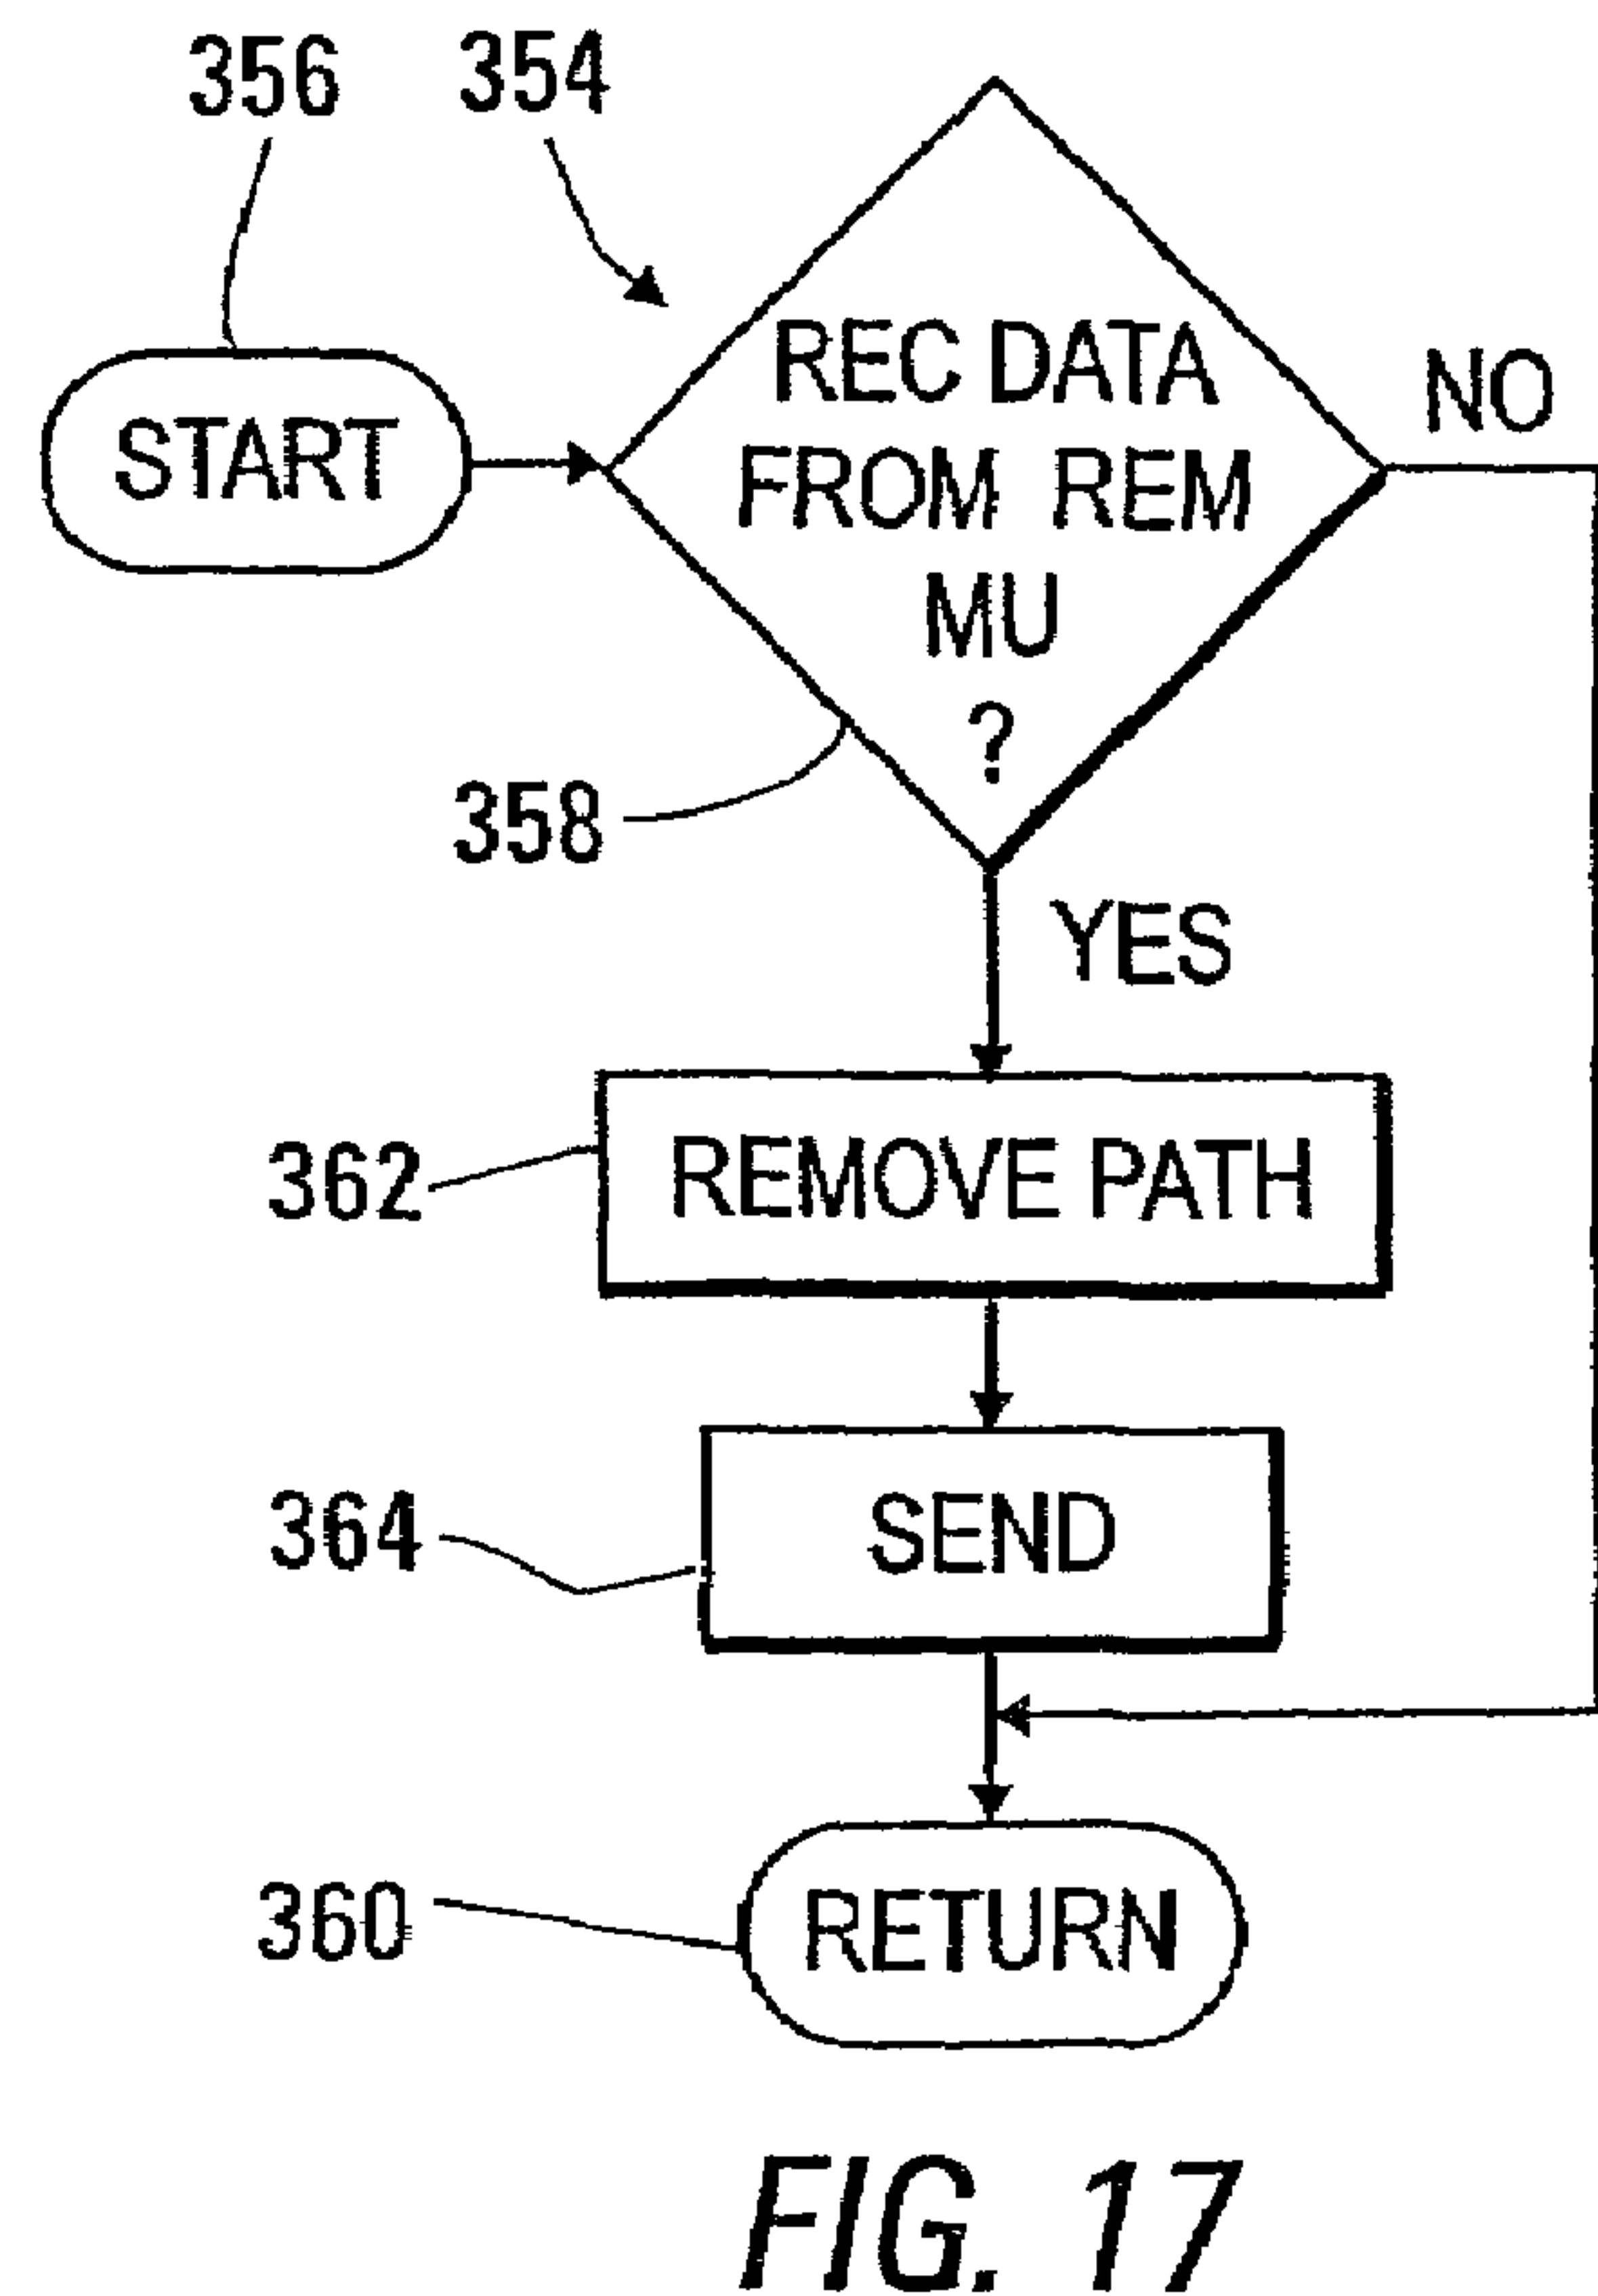 356
354
START
REC DATA
FROM REM
MU
?
NO
358
YES
362
REMOVE PATH
364
SEND
360
RETURN
FIG. 17